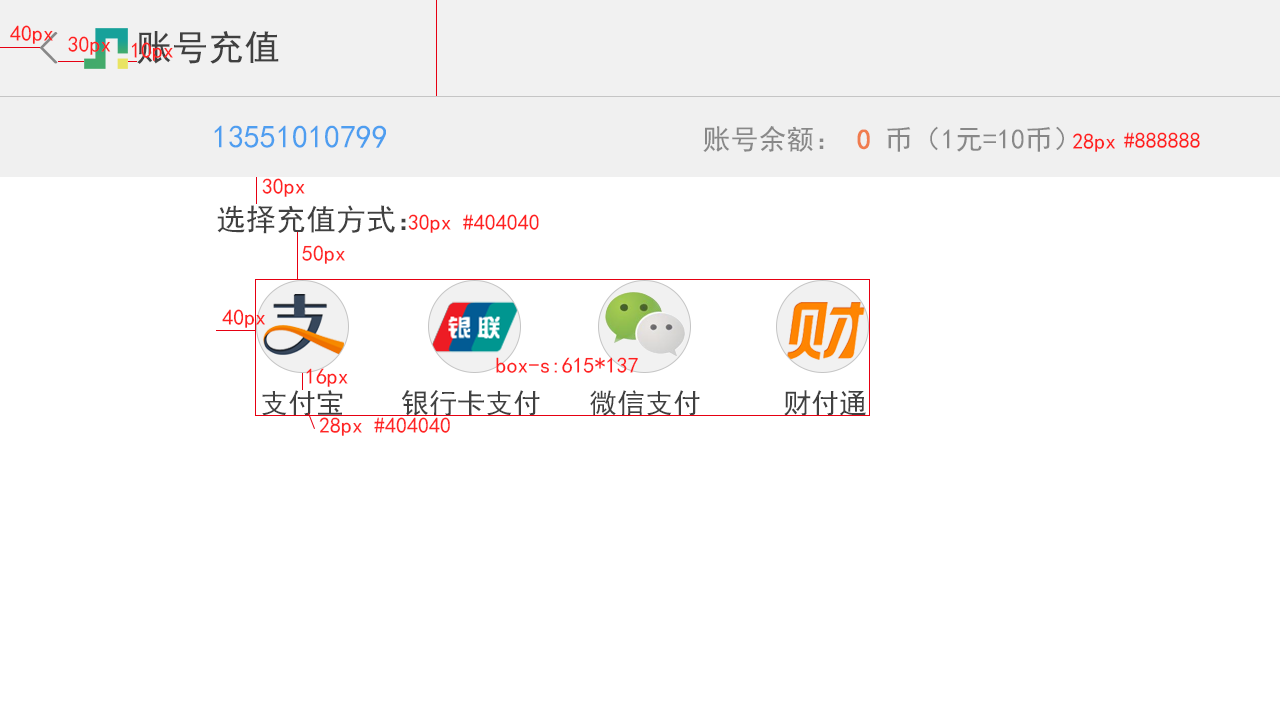 40px
30px
10px
账号充值
13551010799
账号余额： 0 币（1元=10币）
28px #888888
30px
选择充值方式:
30px #404040
50px
40px
支
银联
财
box-s:615*137
16px
支付宝 银行卡支付 微信支付 财付通
28px #404040